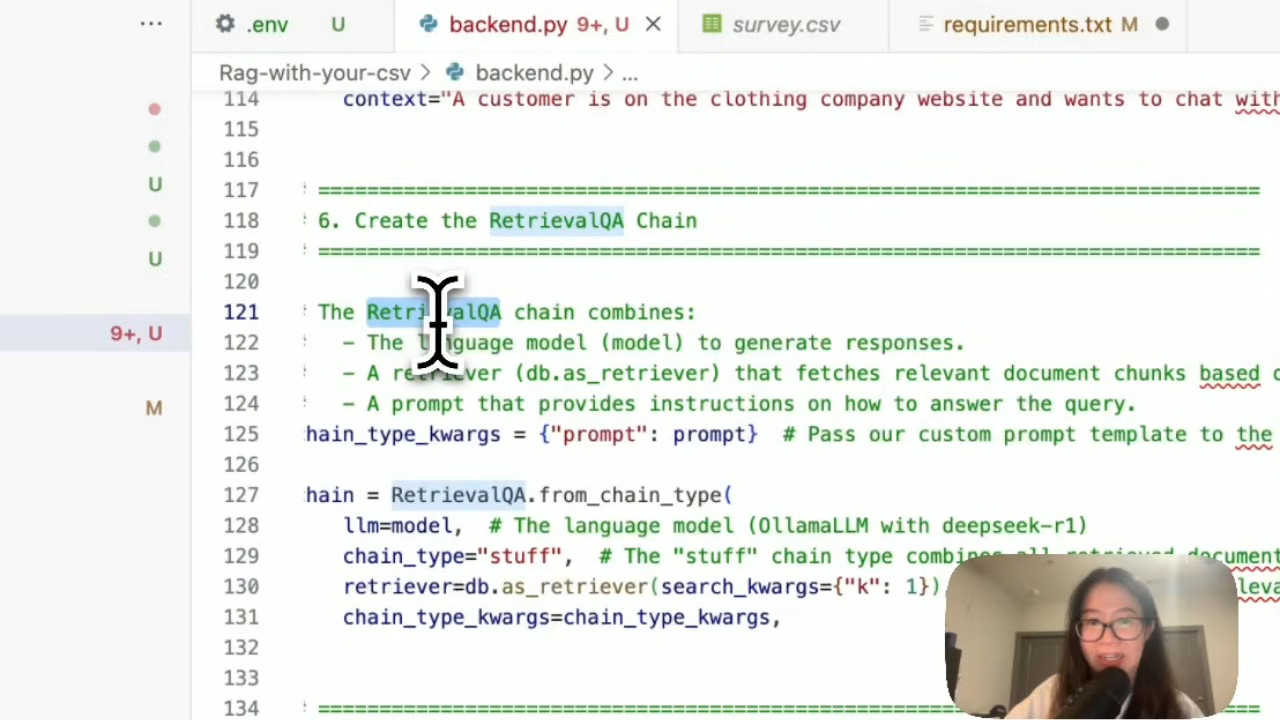 ... .env U backend.py 9+, U survey.csv requirements.txt M
Rag-with-your-csv > backend.py > ...
114 context="A customer is on the clothing company website and wants to chat with
115
116
117 =============================================================================
118 6. Create the RetrievalQA Chain
119 =============================================================================
120
121 The RetrievalQA chain combines:
U
122 - The language model (model) to generate responses.
9+, U
123 - A retriever (db.as_retriever) that fetches relevant document chunks based
124 - A prompt that provides instructions on how to answer the query.
M
125 hain_type_kwargs = {"prompt": prompt} # Pass our custom prompt template to the
126
127 hain = RetrievalQA.from_chain_type(
128 llm=model, # The language model (OllamaLLM with deepseek-r1)
129 chain_type="stuff", # The "stuff" chain type combines all retrieved document
130 retriever=db.as_retriever(search_kwargs={"k": 1})
131 chain_type_kwargs=chain_type_kwargs,
132
133
134 =============================================================================